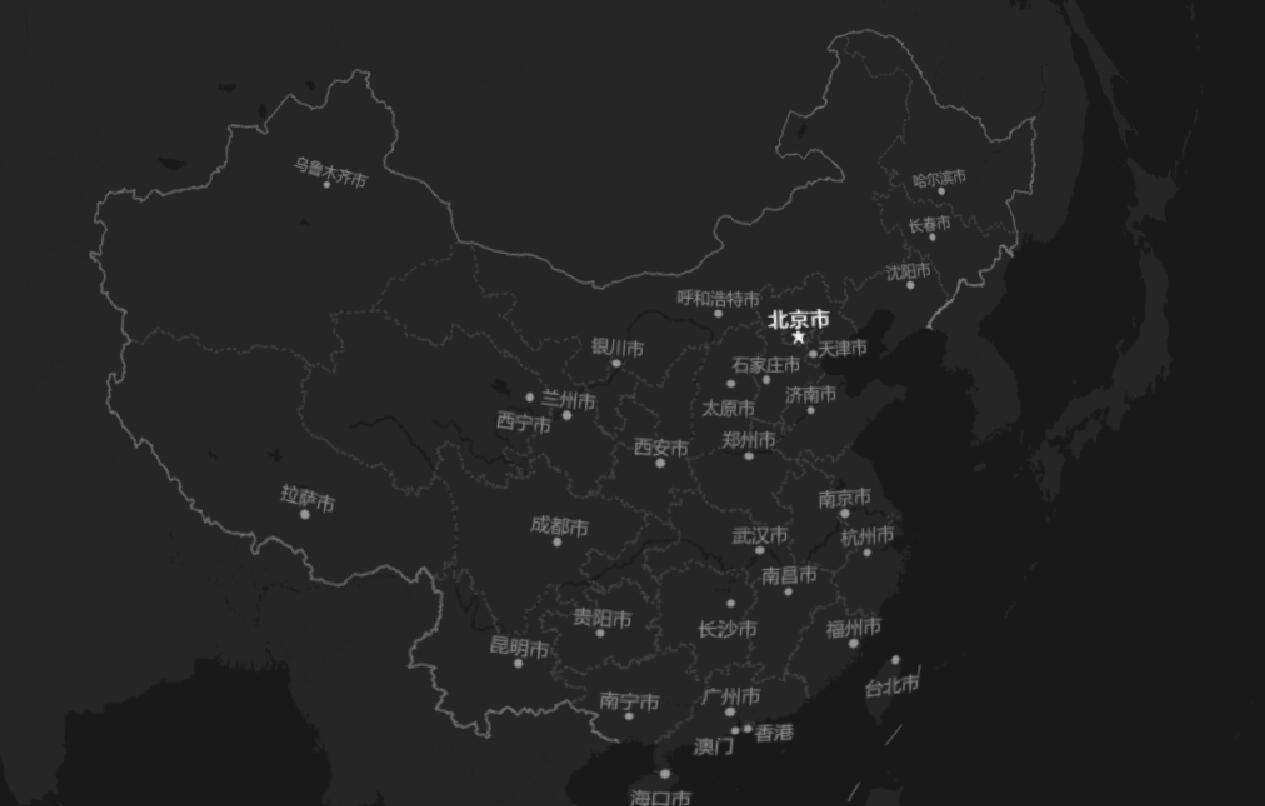 乌鲁木齐市
哈尔滨市
长春市
沈阳市
呼和浩特市
北京市
天津市
银川市
石家庄市
济南市
兰州市
太原市
西宁市
郑州市
西安市
拉萨市
南京市
成都市
武汉市
杭州市
南昌市
贵阳市
长沙市
福州市
昆明市
台北市
南宁市
广州市
香港
澳门
海口市